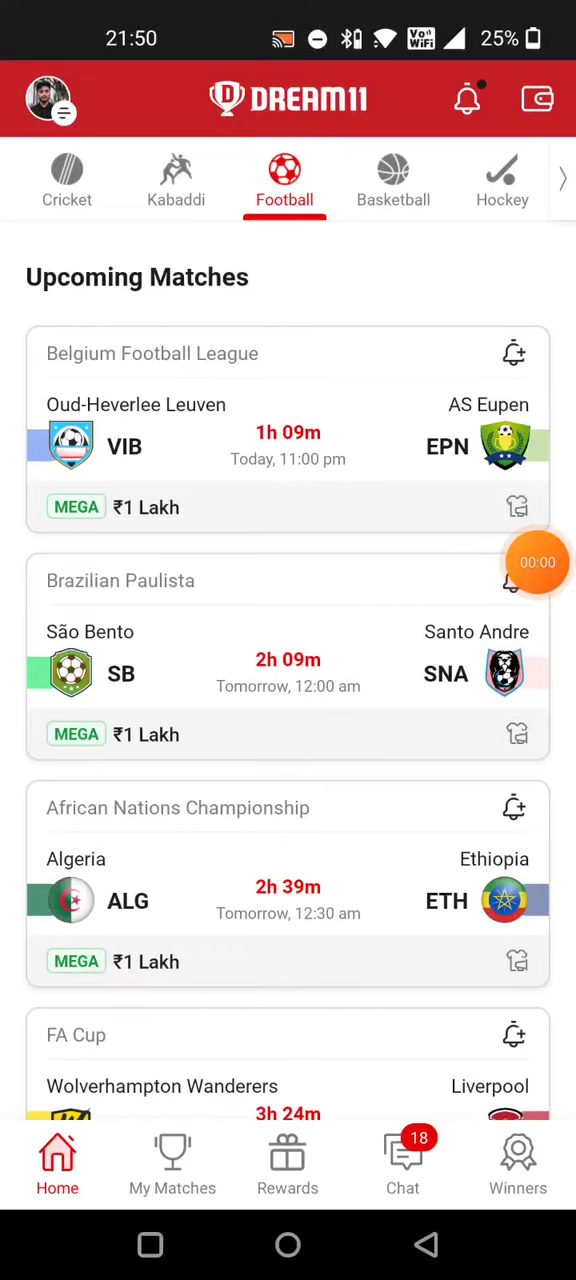 21:50
Vo))
WiFi
25%
D DREAM11
Cricket
Kabaddi
Football
Basketball
Hockey
Upcoming Matches
Belgium Football League
Oud-Heverlee Leuven
AS Eupen
VIB
1h 09m
EPN
Today, 11:00 pm
MEGA ₹1 Lakh
00:00
Brazilian Paulista
São Bento
Santo Andre
SB
2h 09m
SNA
Tomorrow, 12:00 am
MEGA ₹1 Lakh
African Nations Championship
Algeria
Ethiopia
ALG
2h 39m
ETH
Tomorrow, 12:30 am
MEGA ₹1 Lakh
FA Cup
Wolverhampton Wanderers
Liverpool
3h 24m
Home
My Matches
Rewards
18
Chat
Winners